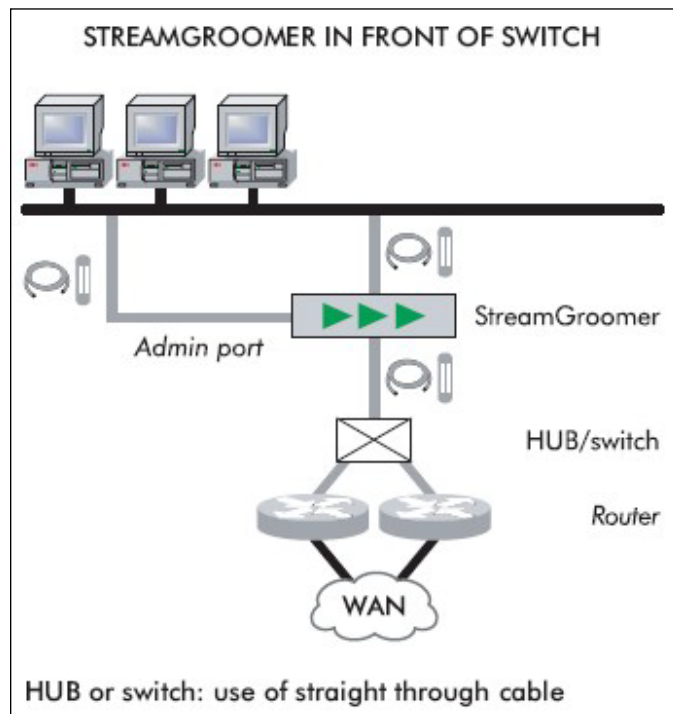 STREAMGROOMER IN FRONT OF SWITCH
StreamGroomer
Admin port
HUB/switch
Router
WAN
HUB or switch: use of straight through cable